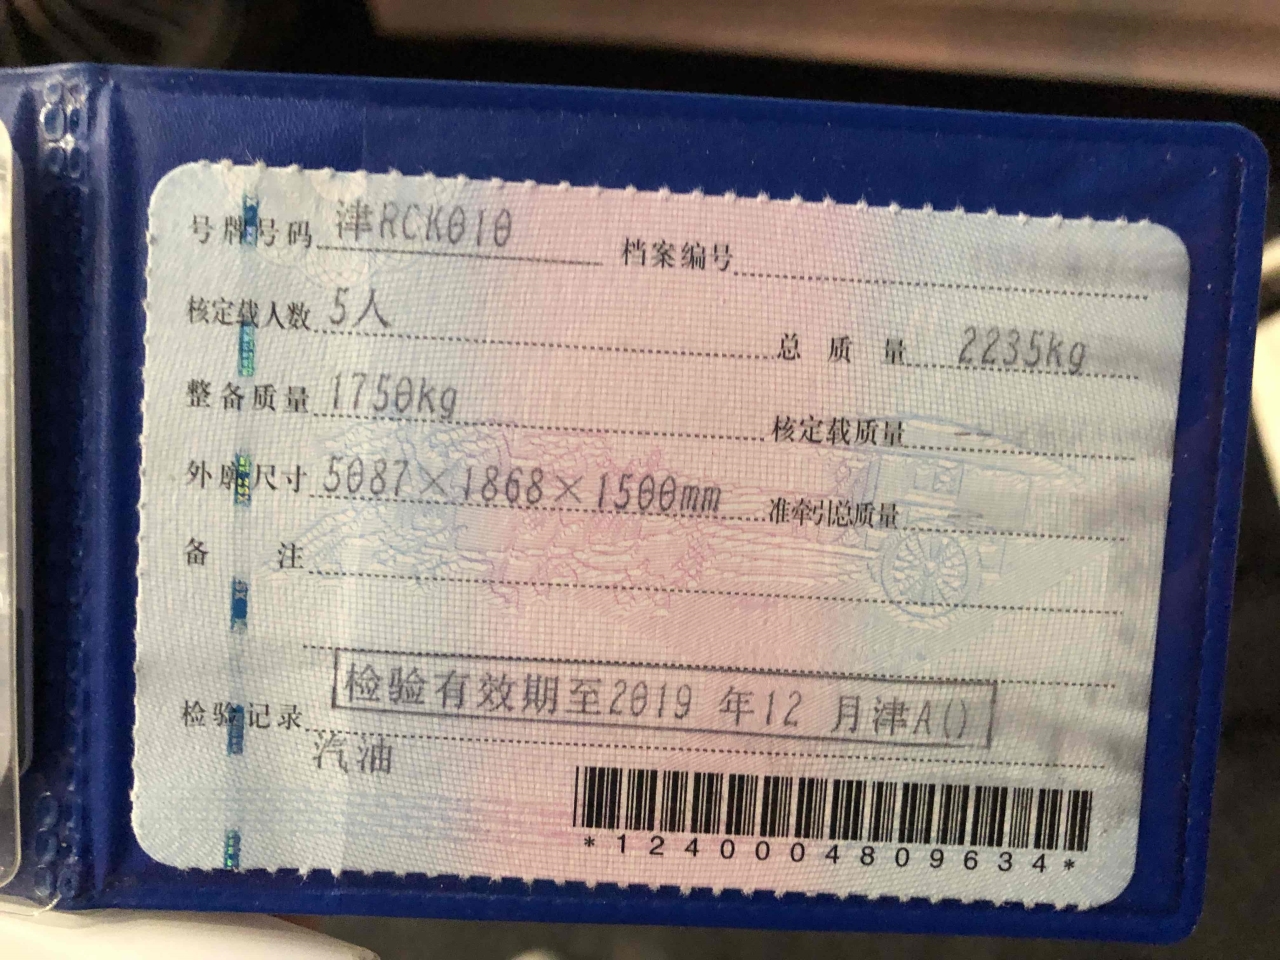 号牌号码 津RCK010 档案编号
核定载人数 5人 总质量 2235kg
整备质量 1750kg 核定载质量
外廓尺寸 5087×1868×1500mm 准牵引总质量
备注
检验记录 检验有效期至2019 年12 月津A()
汽油
*1240004809634*